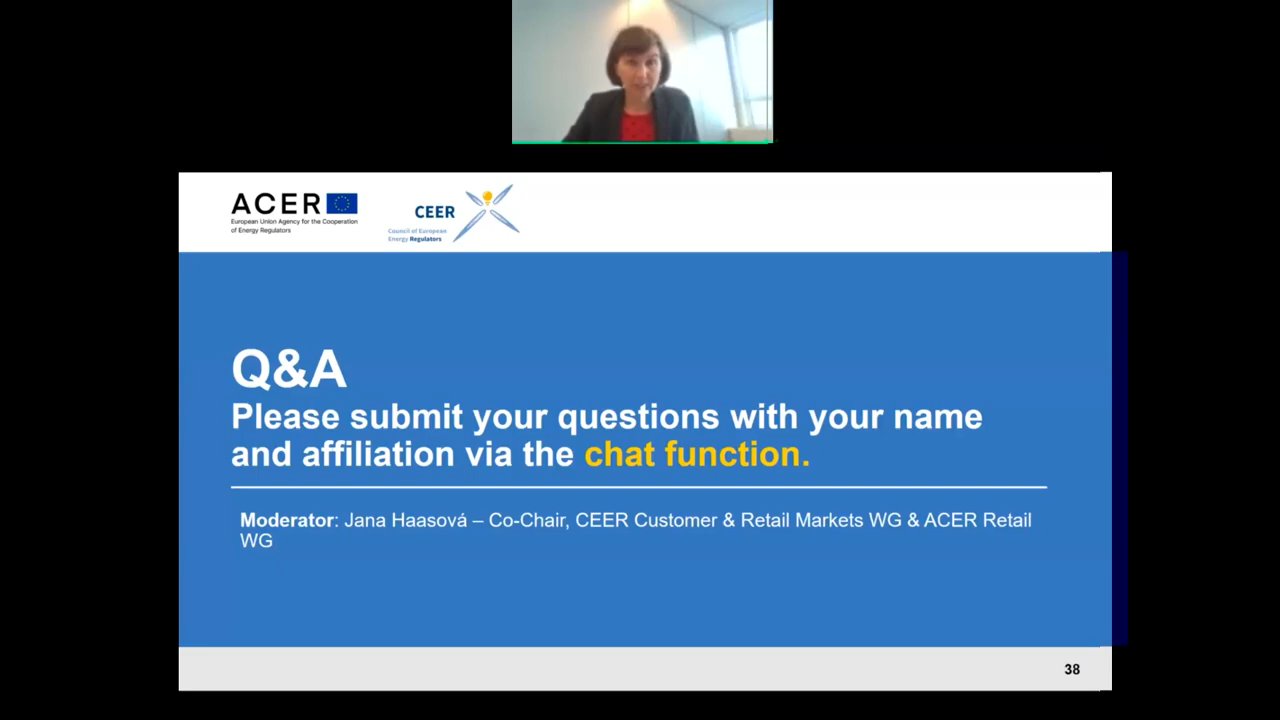 ACER
European Union Agency for the Cooperation
of Energy Regulators
CEER
Council of European
Energy Regulators
Q&A
Please submit your questions with your name
and affiliation via the chat function.
Moderator: Jana Haasová – Co-Chair, CEER Customer & Retail Markets WG & ACER Retail
WG
38